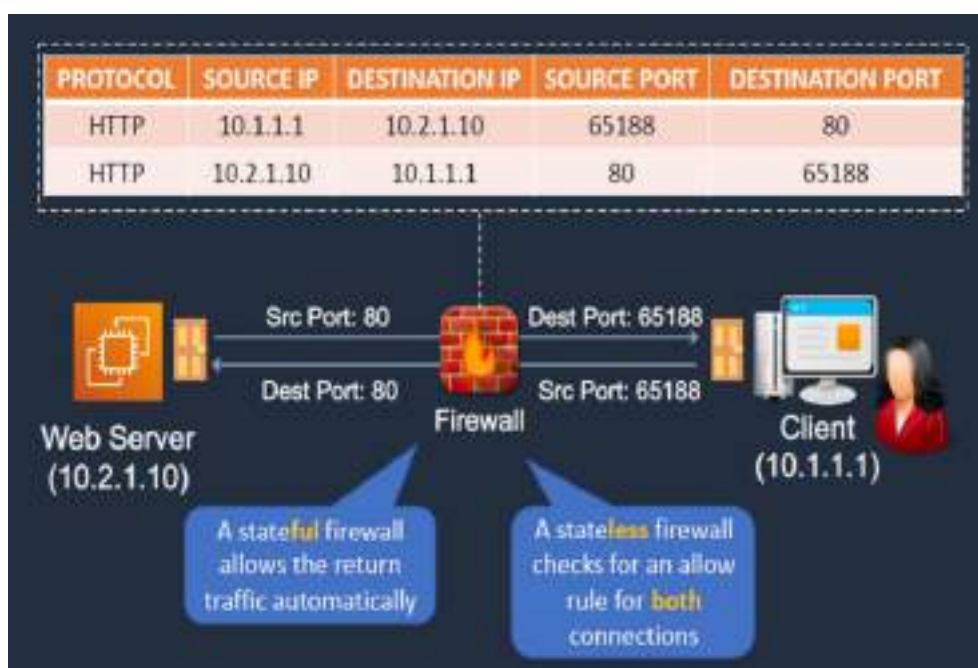 PROTOCOL SOURCE IP DESTINATION IP SOURCE PORT DESTINATION PORT
HTTP 10.1.1.1 10.2.1.10 65188 80
HTTP 10.2.1.10 10.1.1.1 80 65188
Src Port: 80 Dest Port: 65188
Dest Port: 80 Src Port: 65188
Firewall
Web Server
(10.2.1.10)
Client
(10.1.1.1)
A stateful firewall
allows the return
traffic automatically
A stateless firewall
checks for an allow
rule for both
connections